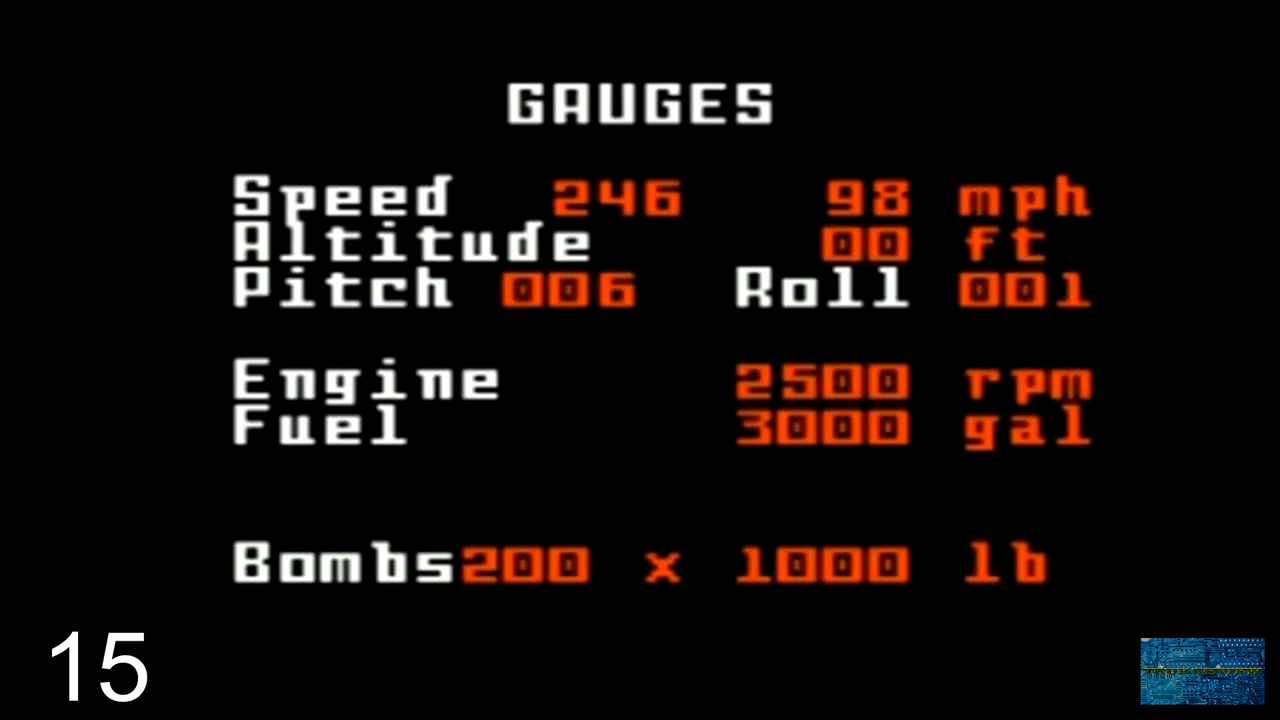 GAUGES
Speed 246 98 mph
Altitude 00 ft
Pitch 006 Roll 001
Engine 2500 rpm
Fuel 3000 gal
Bombs200 x 1000 lb
15